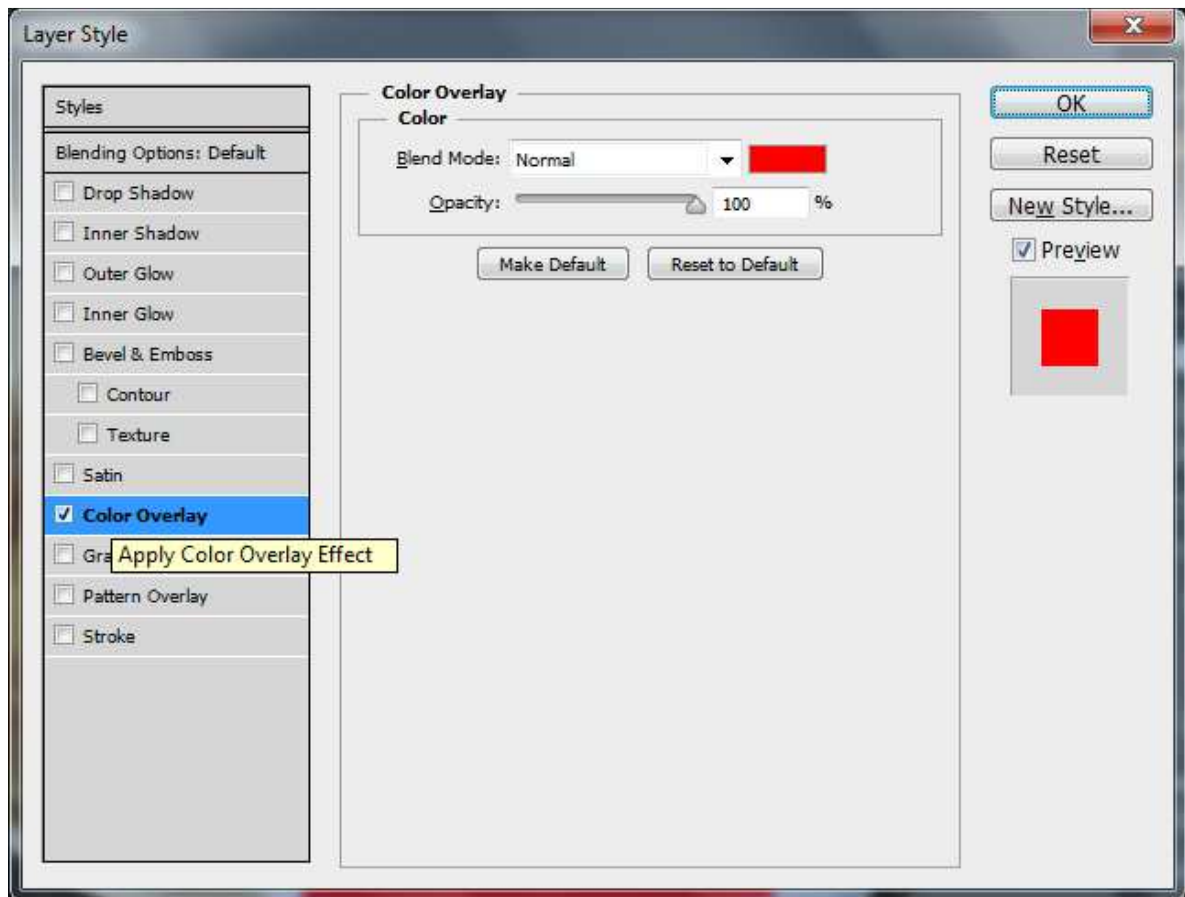 Layer Style
Styles
Blending Options: Default
Drop Shadow
Inner Shadow
Outer Glow
Inner Glow
Bevel & Emboss
Contour
Texture
Satin
Color Overlay
Gra
Apply Color Overlay Effect
Pattern Overlay
Stroke
Color Overlay
Color
Blend Mode: Normal
Opacity: 100 %
Make Default Reset to Default
OK
Reset
New Style...
Preview